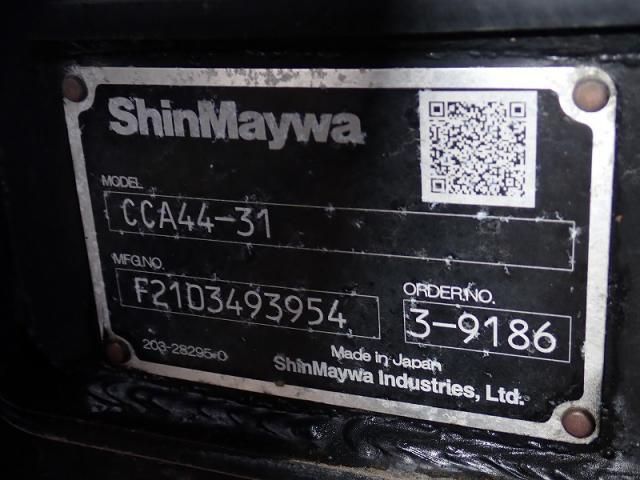 ShinMaywa
MODEL
CCA44-31
MFG.NO.
F21D3493954
ORDER.NO.
3-9186
203-28295-0
Made in Japan
ShinMaywa Industries, Ltd.